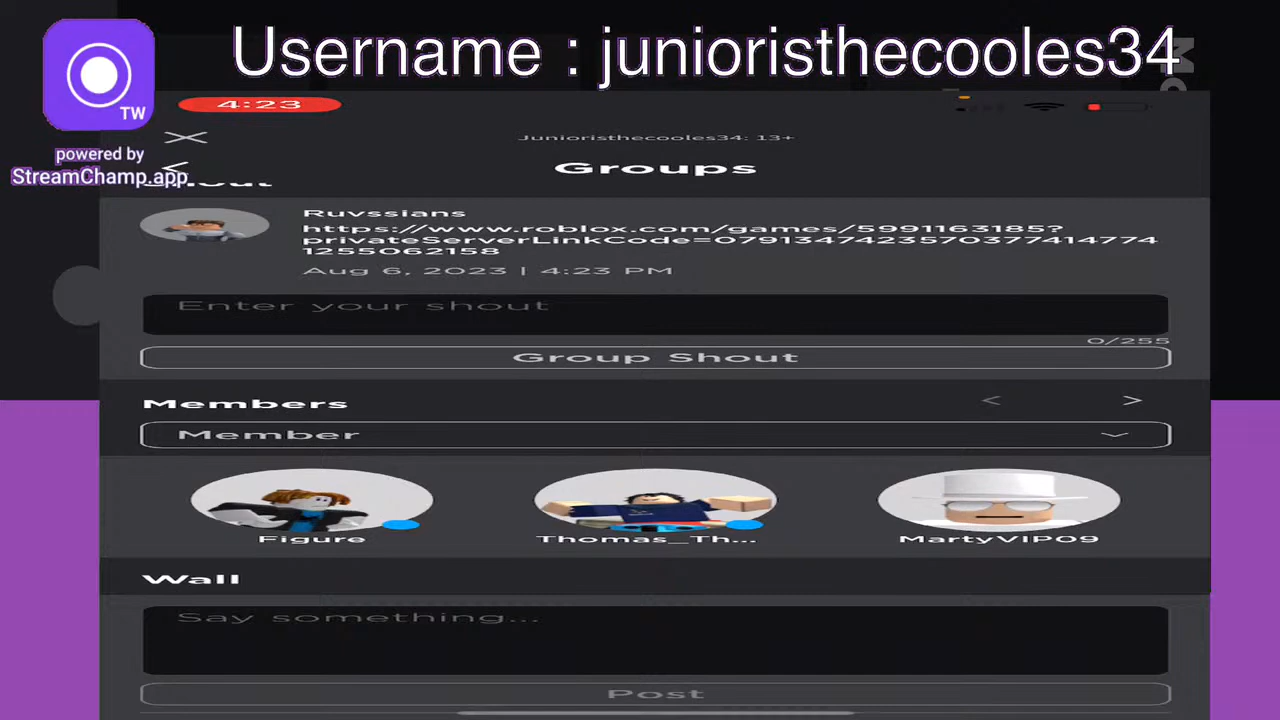 Username : junioristhecooles34
TW
powered by
StreamChamp.app
4:23
Junioristhecooles34: 13+
Groups
Ruvssians
https://www.roblox.com/games/5991163185?
privateServerLinkCode=079134742357037741477
41255062158
Aug 6, 2023 | 4:23 PM
Enter your shout
0/255
Group Shout
Members
Member
Figure
Thomas_Th...
MartyVIP09
Wall
Say something...
Post